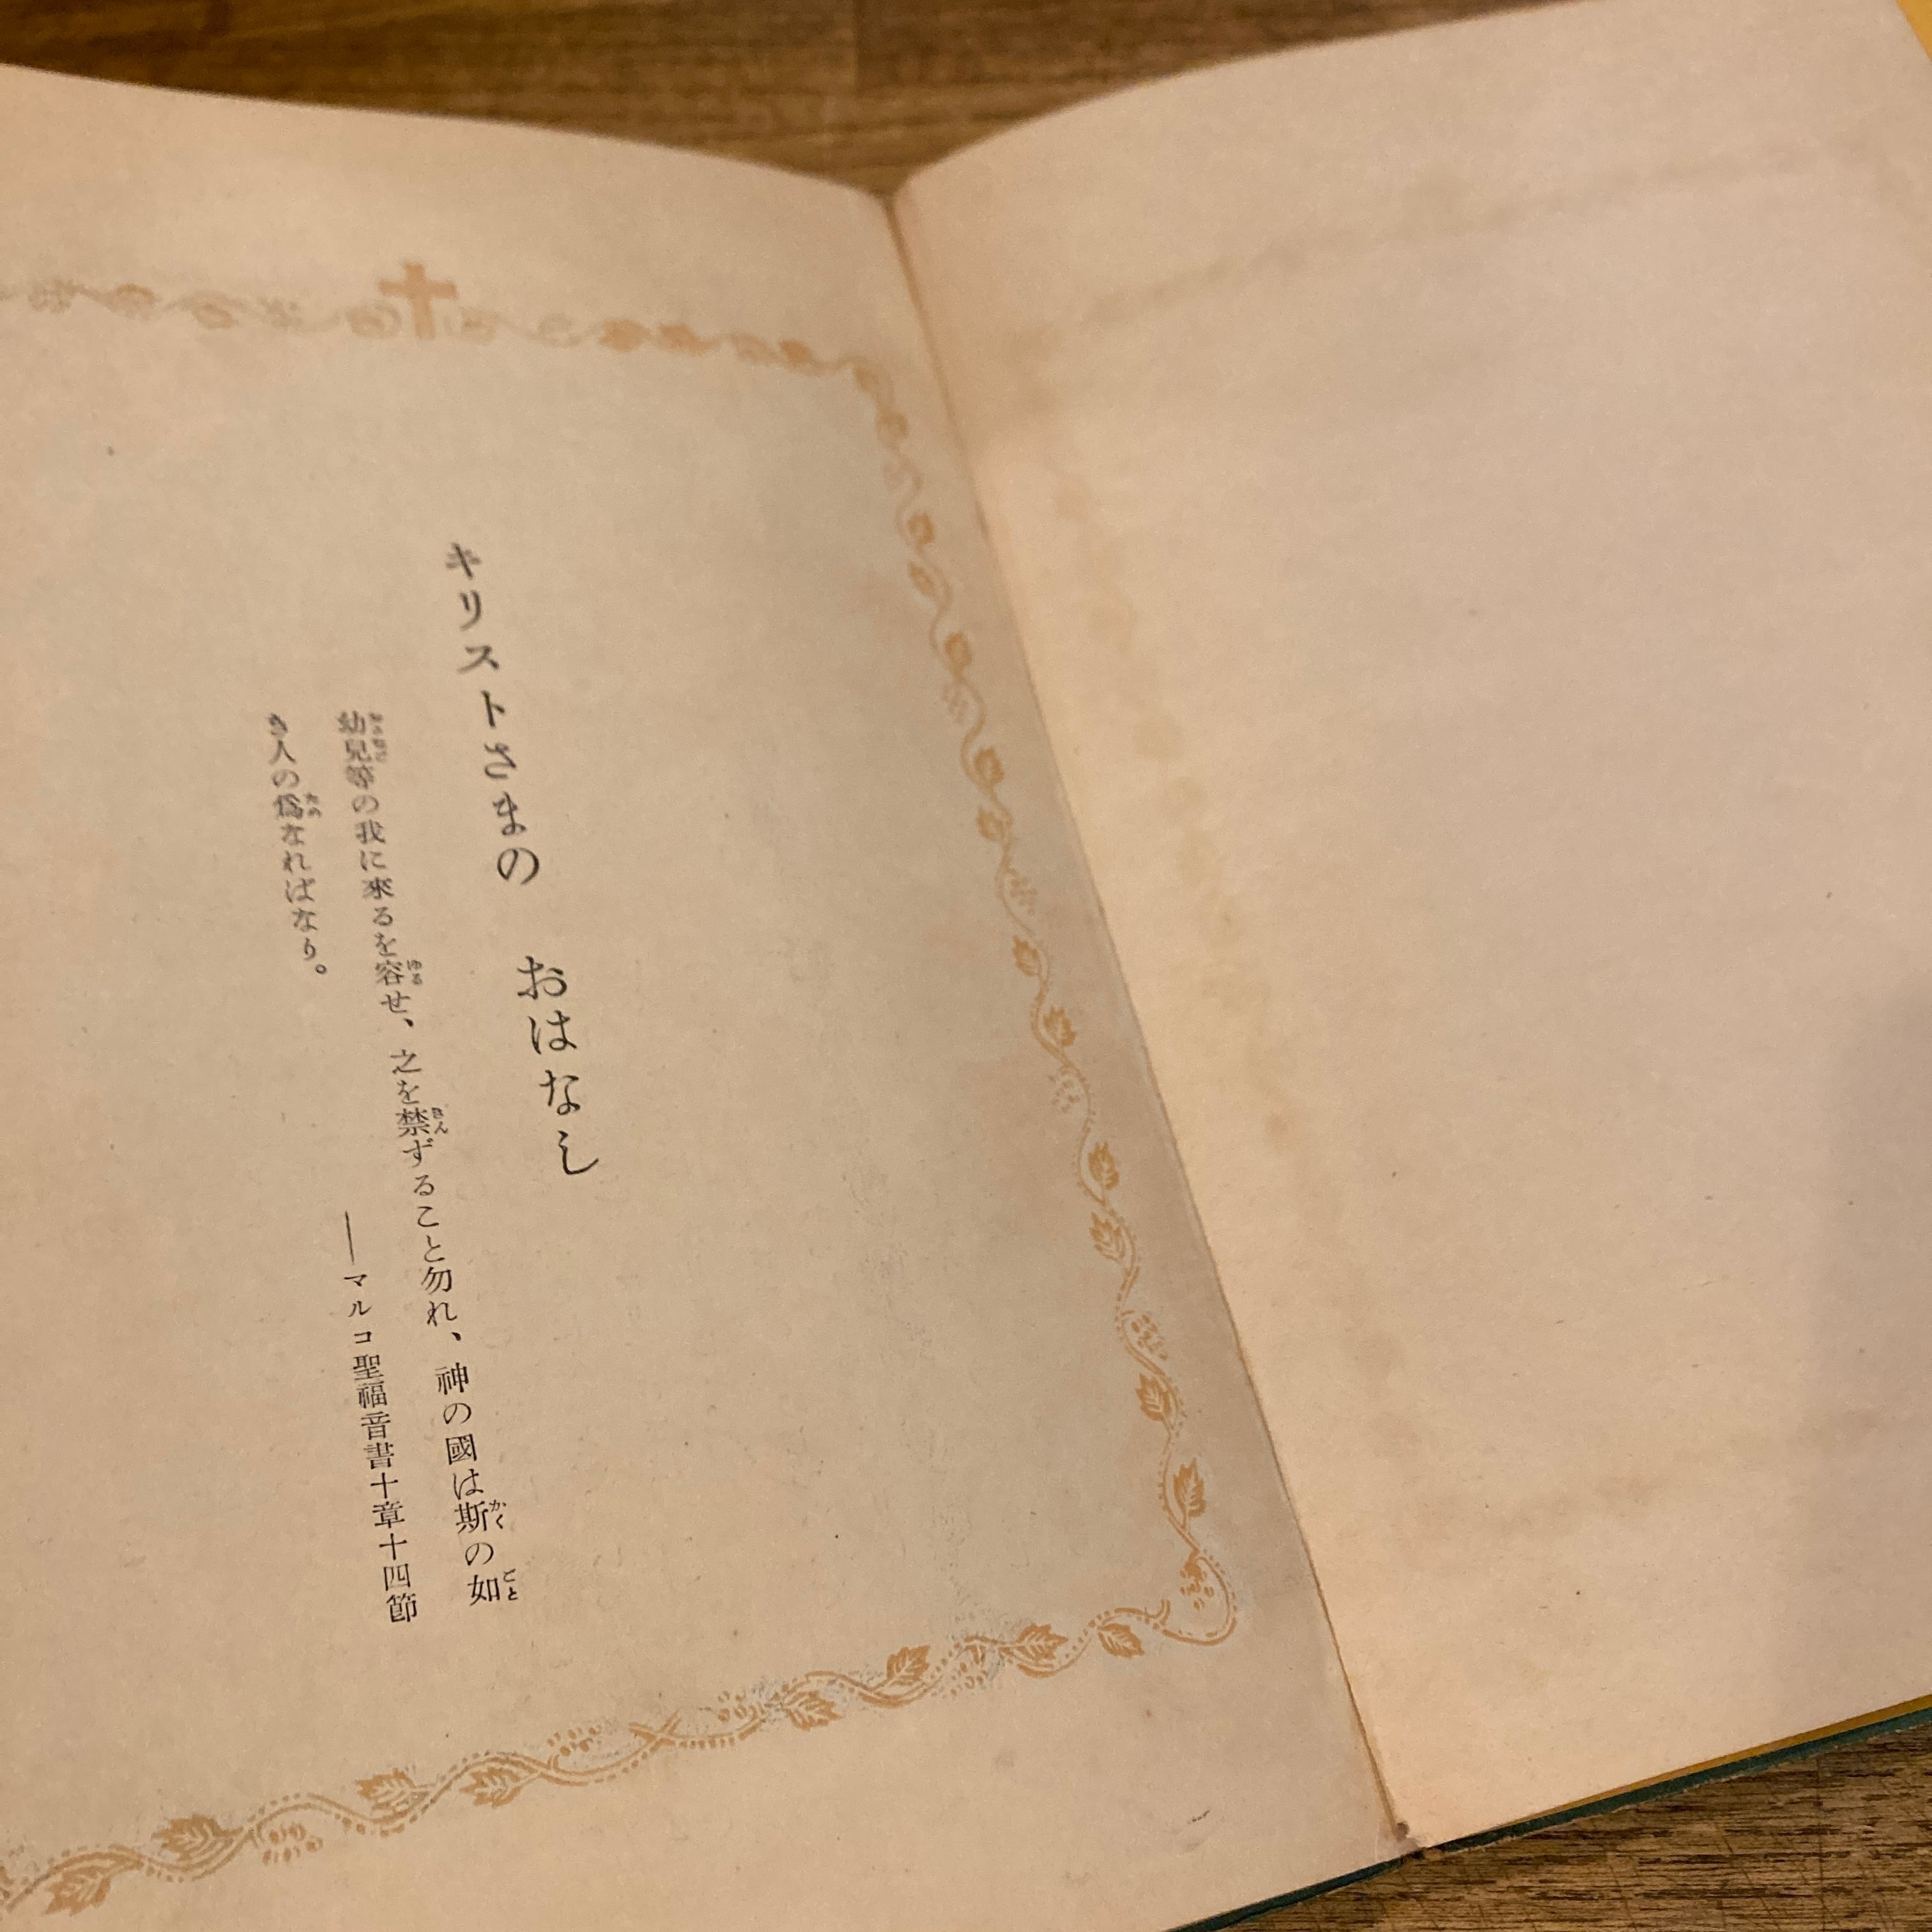 キリストさまの　おはなし
幼兒等の我に來るを容せ、之を禁ずること勿れ、神の國は斯の如
き人の爲なればなり。
―マルコ聖福音書十章十四節